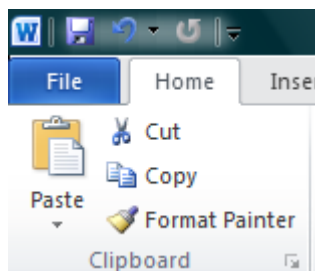 W
File Home Inse
Cut
Copy
Paste
Format Painter
Clipboard